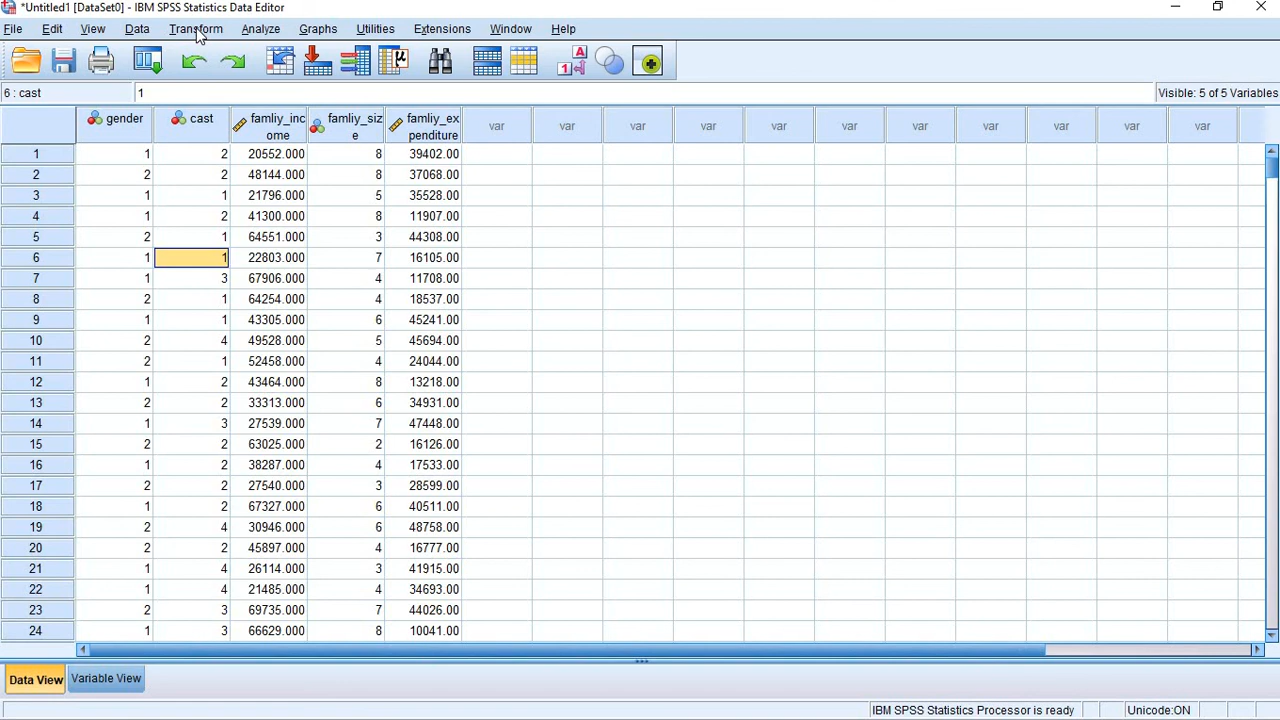 *Untitled1 [DataSet0] - IBM SPSS Statistics Data Editor
File Edit View Data Transform Analyze Graphs Utilities Extensions Window Help
6 : cast 1 Visible: 5 of 5 Variables
gender cast famliy_inc famliy_siz famliy_ex var var var var var var var var var var var
ome e penditure
1 1 2 20552.000 8 39402.00
2 2 2 48144.000 8 37068.00
3 1 1 21796.000 5 35528.00
4 1 2 41300.000 8 11907.00
5 2 1 64551.000 3 44308.00
6 1 1 22803.000 7 16105.00
7 1 3 67906.000 4 11708.00
8 2 1 64254.000 4 18537.00
9 1 1 43305.000 6 45241.00
10 2 4 49528.000 5 45694.00
11 2 1 52458.000 4 24044.00
12 1 2 43464.000 8 13218.00
13 2 2 33313.000 6 34931.00
14 1 3 27539.000 7 47448.00
15 2 2 63025.000 2 16126.00
16 1 2 38287.000 4 17533.00
17 2 2 27540.000 3 28599.00
18 1 2 67327.000 6 40511.00
19 2 4 30946.000 6 48758.00
20 2 2 45897.000 4 16777.00
21 1 4 26114.000 3 41915.00
22 1 4 21485.000 4 34693.00
23 2 3 69735.000 7 44026.00
24 1 3 66629.000 8 10041.00
Data View Variable View
IBM SPSS Statistics Processor is ready Unicode:ON